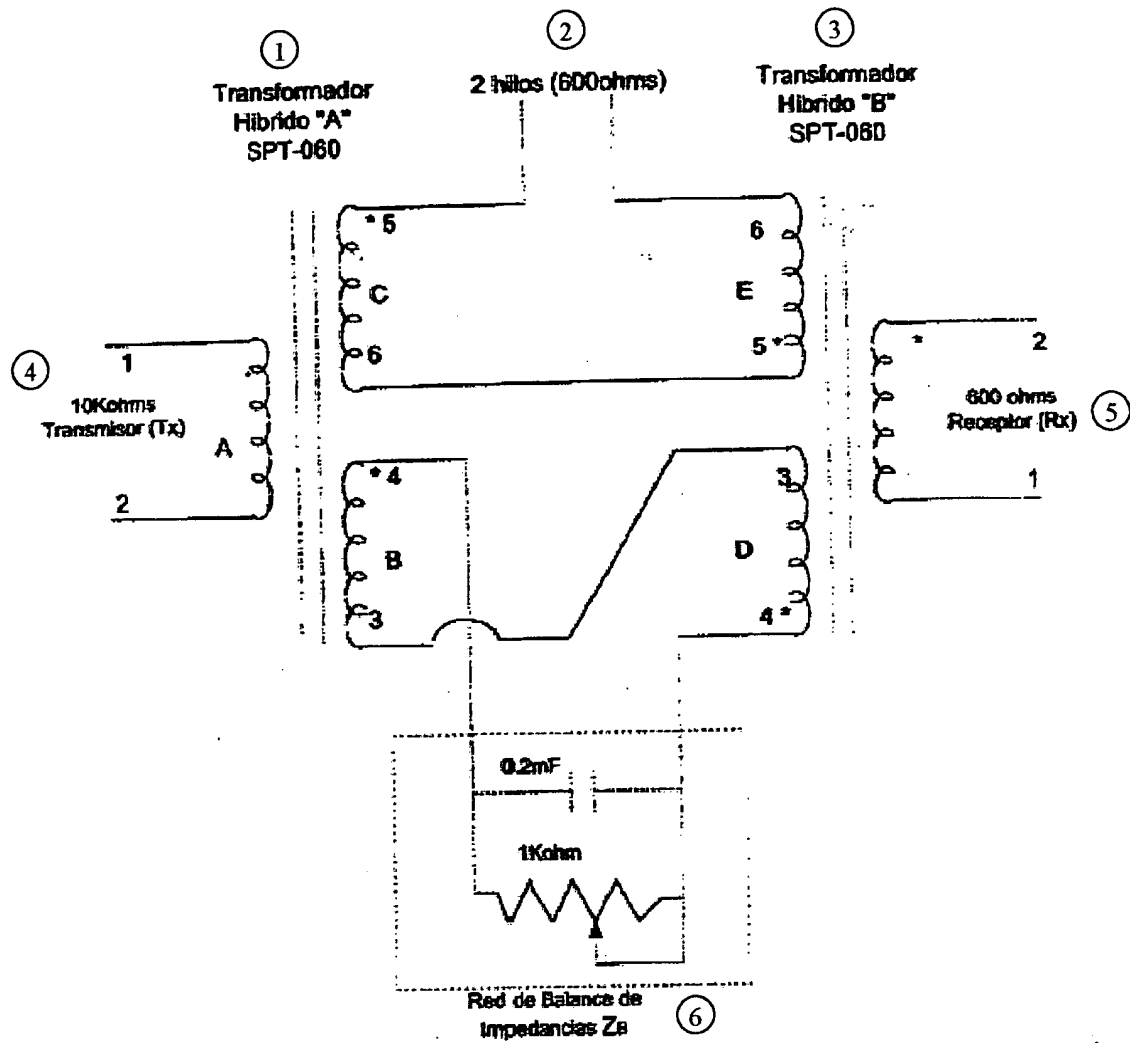 1
Transformador
Hibrido "A"
SPT-060
2
2 hilos (600ohms)
3
Transformador
Hibrido "B"
SPT-060
* 5
C
6
6
E
5 *
4
1
10Kohms
Transmisor (Tx)
A
2
* 2
600 ohms
Receptor (Rx)
5
1
* 4
B
3
3
D
4 *
0.2mF
1Kohm
Red de Balance de
Impedancias ZB
6